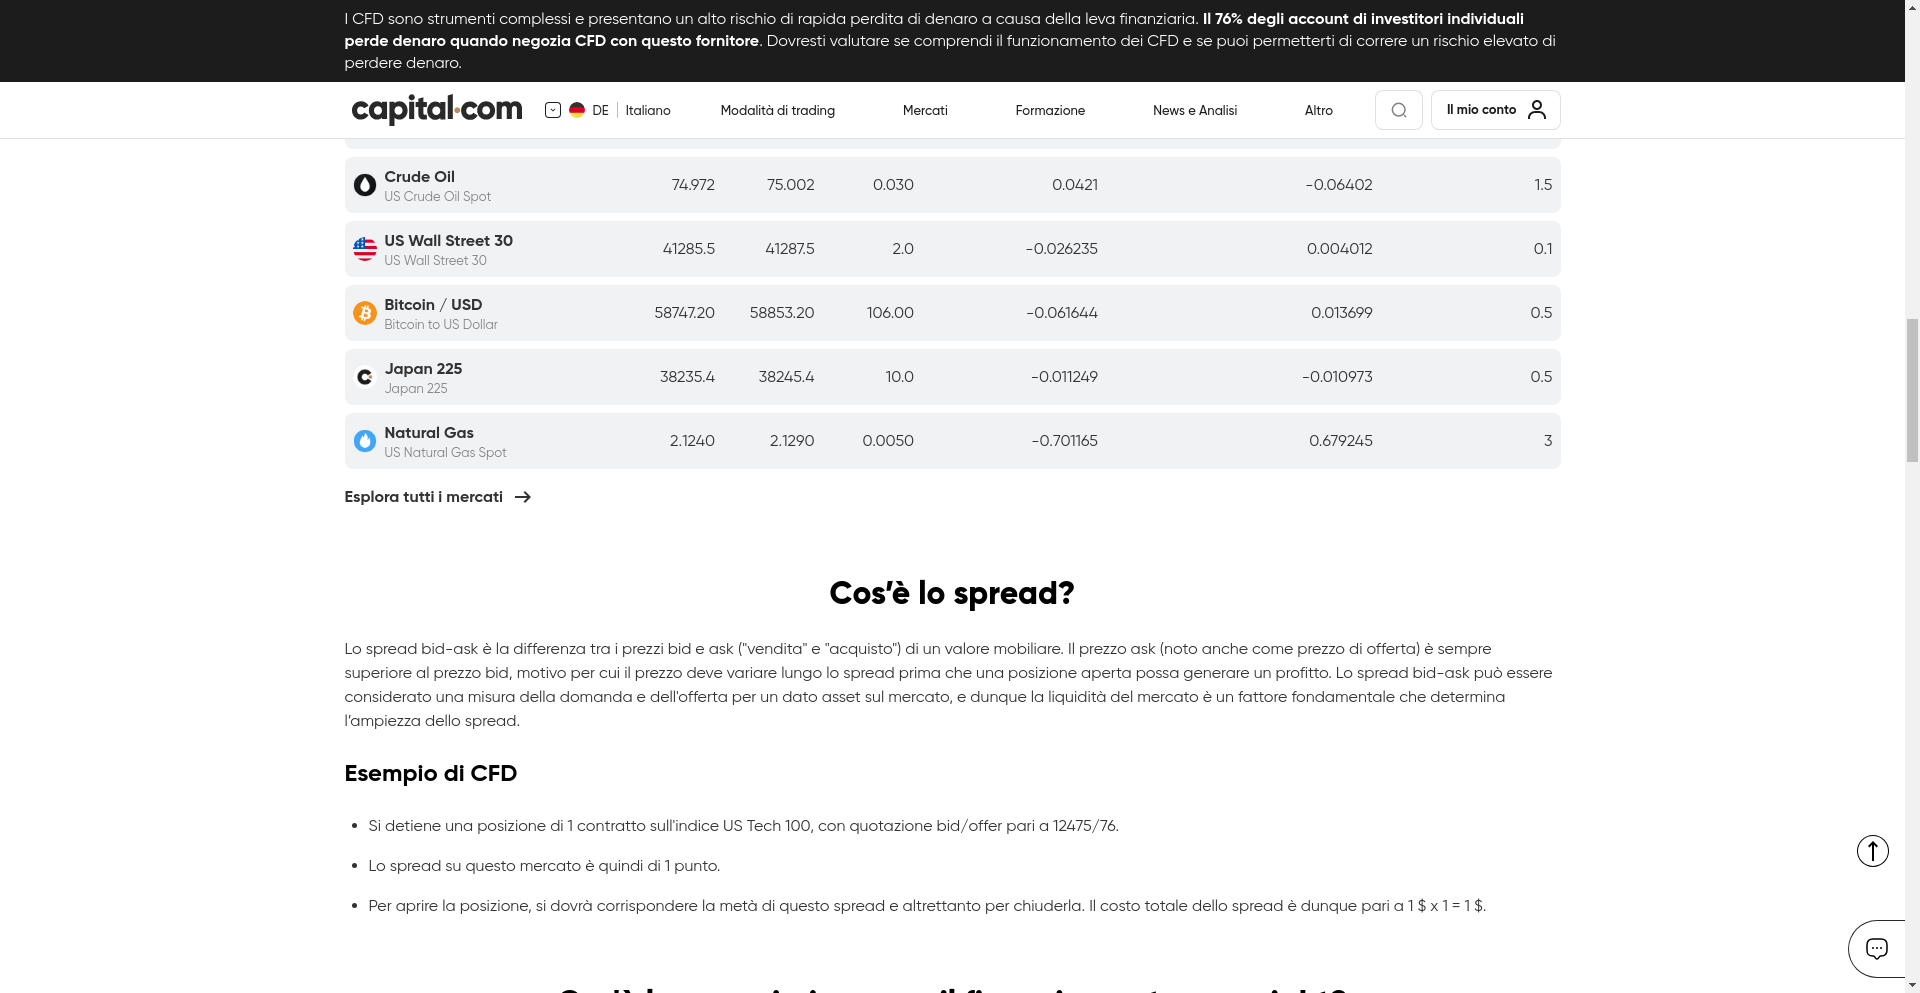 I CFD sono strumenti complessi e presentano un alto rischio di rapida perdita di denaro a causa della leva finanziaria. Il 76% degli account di investitori individuali
perde denaro quando negozia CFD con questo fornitore. Dovresti valutare se comprendi il funzionamento dei CFD e se puoi permetterti di correre un rischio elevato di
perdere denaro.
capital.com DE Italiano Modalità di trading Mercati Formazione News e Analisi Altro Il mio conto
Crude Oil
US Crude Oil Spot
74.972 75.002 0.030 0.0421 -0.06402 1.5
US Wall Street 30
US Wall Street 30
41285.5 41287.5 2.0 -0.026235 0.004012 0.1
Bitcoin / USD
Bitcoin to US Dollar
58747.20 58853.20 106.00 -0.061644 0.013699 0.5
Japan 225
Japan 225
38235.4 38245.4 10.0 -0.011249 -0.010973 0.5
Natural Gas
US Natural Gas Spot
2.1240 2.1290 0.0050 -0.701165 0.679245 3
Esplora tutti i mercati
Cos’è lo spread?
Lo spread bid-ask è la differenza tra i prezzi bid e ask ("vendita" e "acquisto") di un valore mobiliare. Il prezzo ask (noto anche come prezzo di offerta) è sempre
superiore al prezzo bid, motivo per cui il prezzo deve variare lungo lo spread prima che una posizione aperta possa generare un profitto. Lo spread bid-ask può essere
considerato una misura della domanda e dell'offerta per un dato asset sul mercato, e dunque la liquidità del mercato è un fattore fondamentale che determina
l’ampiezza dello spread.
Esempio di CFD
Si detiene una posizione di 1 contratto sull'indice US Tech 100, con quotazione bid/offer pari a 12475/76.
Lo spread su questo mercato è quindi di 1 punto.
Per aprire la posizione, si dovrà corrispondere la metà di questo spread e altrettanto per chiuderla. Il costo totale dello spread è dunque pari a 1 $ x 1 = 1 $.